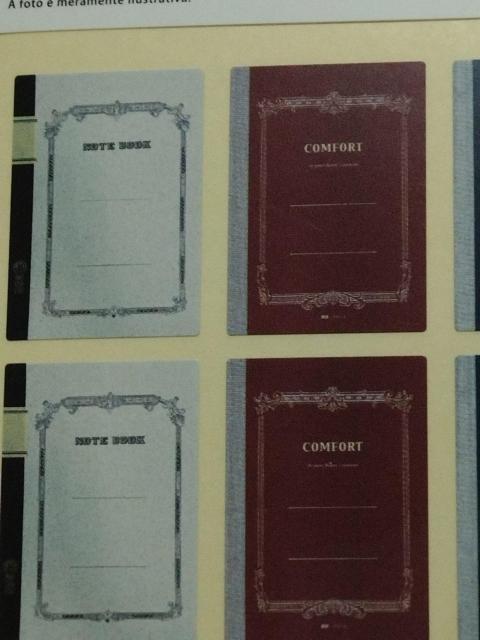 A foto é meramente ilustrativa.
NOTE BOOK
COMFORT
NOTE BOOK
COMFORT